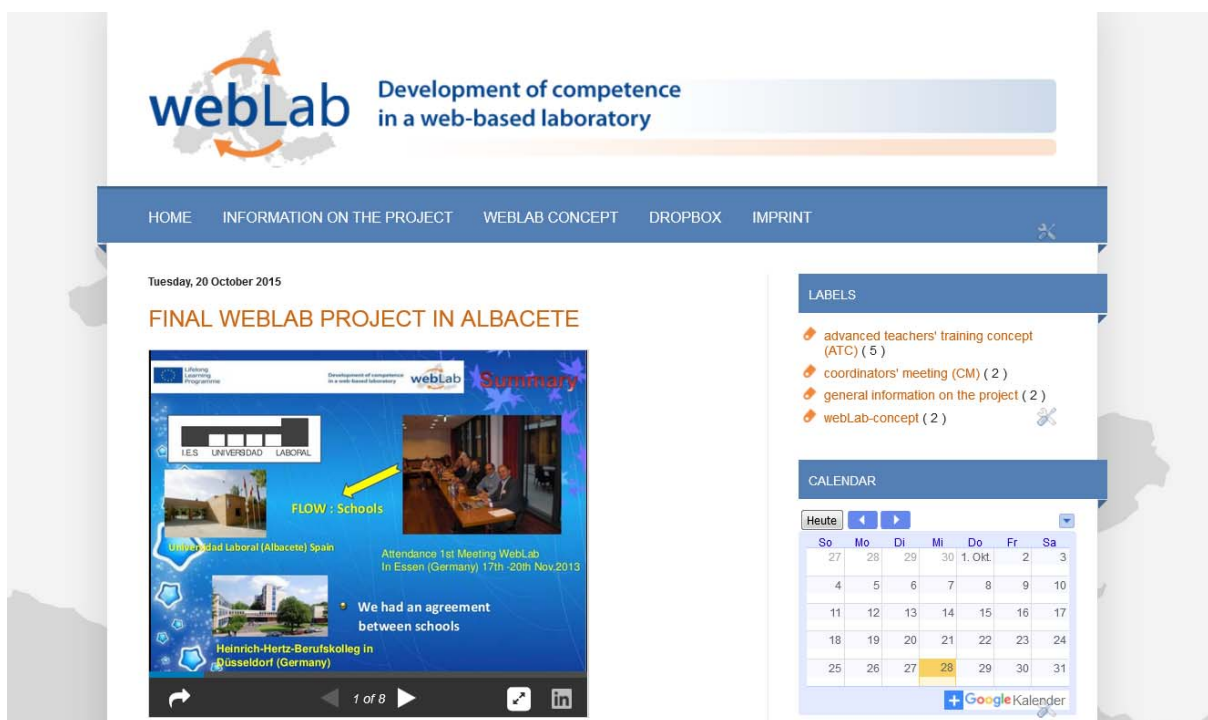 webLab
Development of competence
in a web-based laboratory
HOME INFORMATION ON THE PROJECT WEBLAB CONCEPT DROPBOX IMPRINT
Tuesday, 20 October 2015
FINAL WEBLAB PROJECT IN ALBACETE
Lifelong
Learning
Programme
Development of competence
in a web-based laboratory
webLab
Summary
I.E.S UNIVERSIDAD LABORAL
FLOW : Schools
Universidad Laboral (Albacete) Spain
Attendance 1st Meeting WebLab
In Essen (Germany) 17th -20th Nov.2013
We had an agreement
between schools
Heinrich-Hertz-Berufskolleg in
Düsseldorf (Germany)
1 of 8
in
LABELS
advanced teachers' training concept
(ATC) ( 5 )
coordinators' meeting (CM) ( 2 )
general information on the project ( 2 )
webLab-concept ( 2 )
CALENDAR
Heute
So Mo Di Mi Do Fr Sa
27 28 29 30 1. Okt. 2 3
4 5 6 7 8 9 10
11 12 13 14 15 16 17
18 19 20 21 22 23 24
25 26 27 28 29 30 31
+ Google Kalender